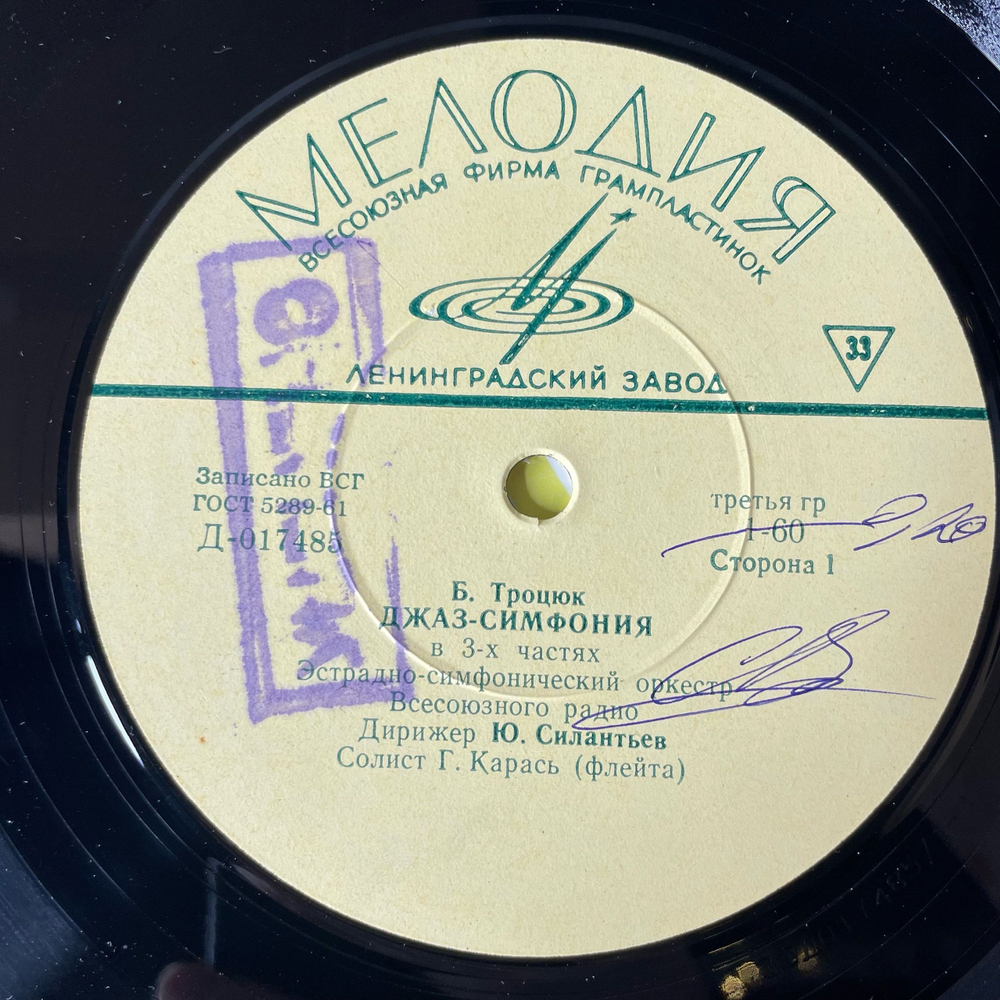 МЕЛОДИЯ
ВСЕСОЮЗНАЯ ФИРМА ГРАМПЛАСТИНОК
33
ЛЕНИНГРАДСКИЙ ЗАВОД
Записано ВСГ
ГОСТ 5289-61
Д-017485
третья гр
1-60
Сторона 1
Б. Троцюк
ДЖАЗ-СИМФОНИЯ
в 3-х частях
Эстрадно-симфонический оркестр
Всесоюзного радио
Дирижер Ю. Силантьев
Солист Г. Карась (флейта)